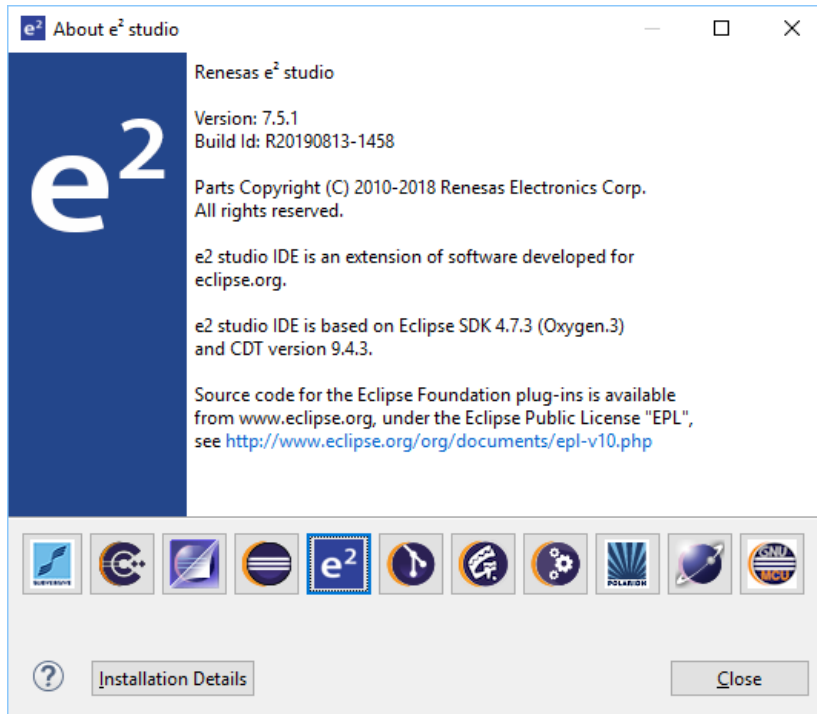 e² About e² studio
e²
Renesas e² studio
Version: 7.5.1
Build Id: R20190813-1458
Parts Copyright (C) 2010-2018 Renesas Electronics Corp.
All rights reserved.
e2 studio IDE is an extension of software developed for
eclipse.org.
e2 studio IDE is based on Eclipse SDK 4.7.3 (Oxygen.3)
and CDT version 9.4.3.
Source code for the Eclipse Foundation plug-ins is available
from www.eclipse.org, under the Eclipse Public License "EPL",
see http://www.eclipse.org/org/documents/epl-v10.php
SUBVERSIVE
C
e²
POLARION
GNU
MCU
?
Installation Details
Close